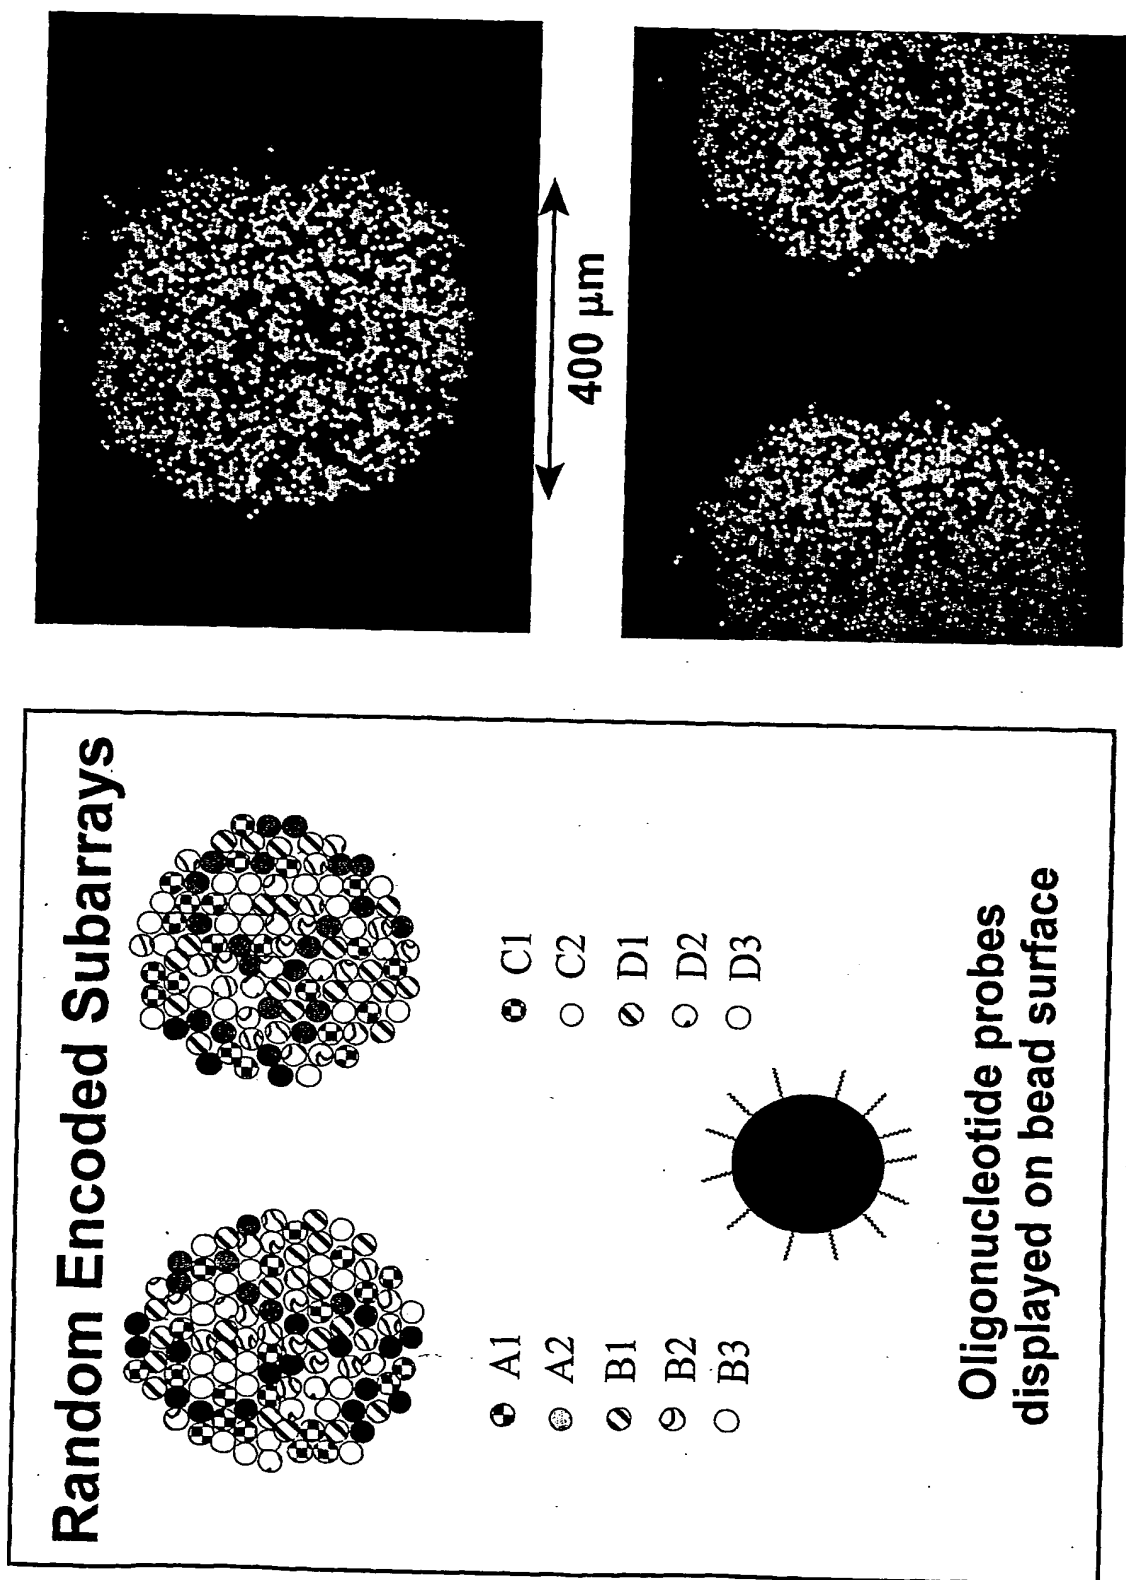 Random Encoded Subarrays
A1
A2
B1
B2
B3
C1
C2
D1
D2
D3
Oligonucleotide probes
displayed on bead surface
400 μm